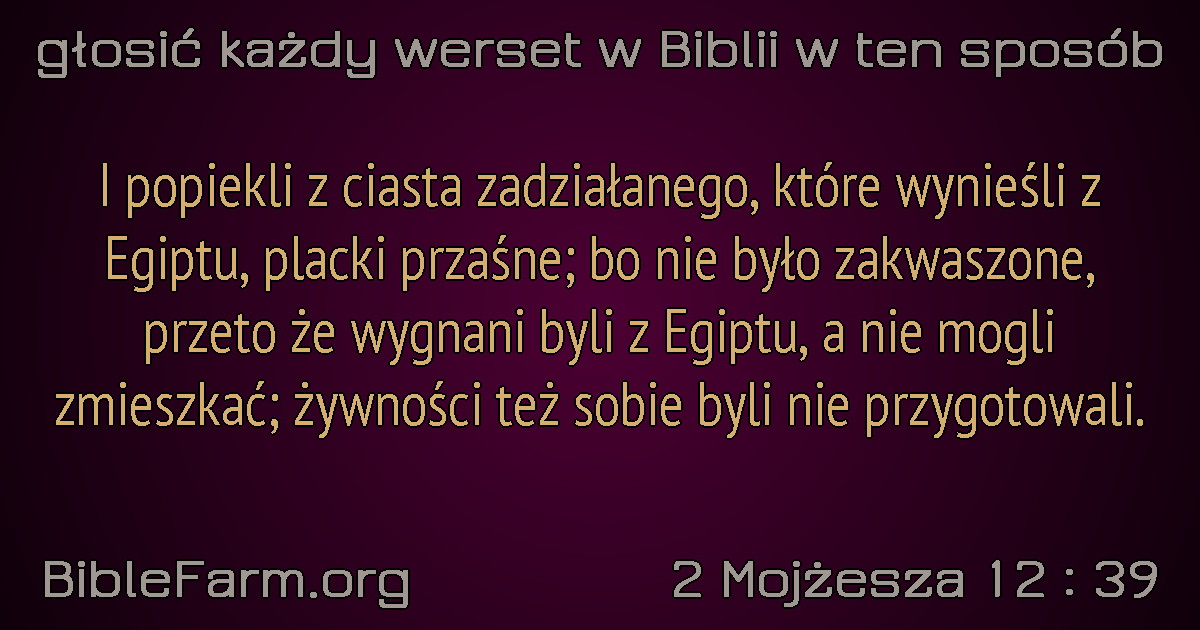 głosić każdy werset w Biblii w ten sposób
I popiekli z ciasta zadziałanego, które wynieśli z
Egiptu, placki przaśne; bo nie było zakwaszone,
przeto że wygnani byli z Egiptu, a nie mogli
zmieszkać; żywności też sobie byli nie przygotowali.
BibleFarm.org
2 Mojżesza 12 : 39